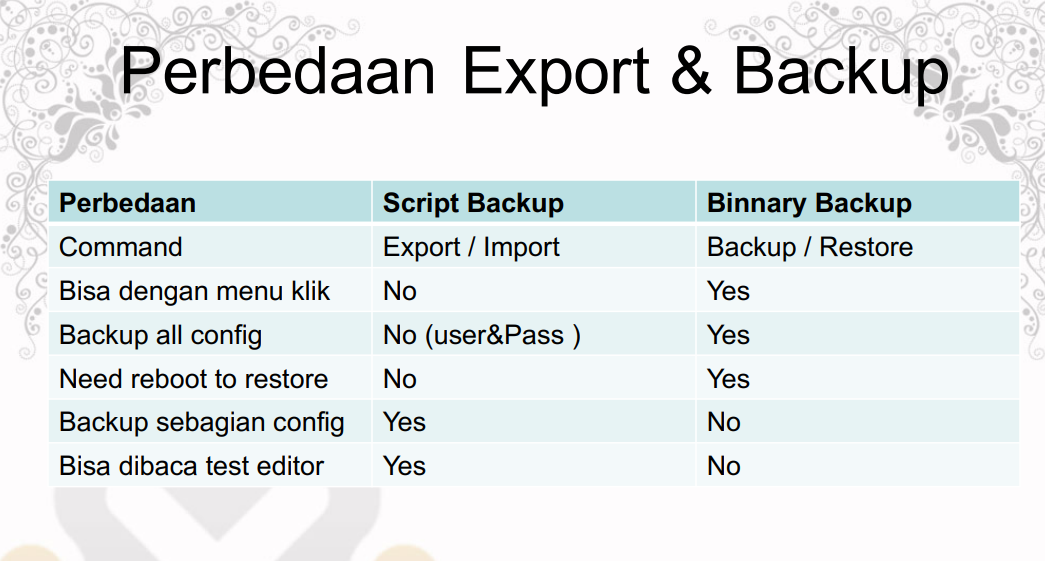 Perbedaan Export & Backup
Perbedaan Script Backup Binnary Backup
Command Export / Import Backup / Restore
Bisa dengan menu klik No Yes
Backup all config No (user&Pass ) Yes
Need reboot to restore No Yes
Backup sebagian config Yes No
Bisa dibaca test editor Yes No